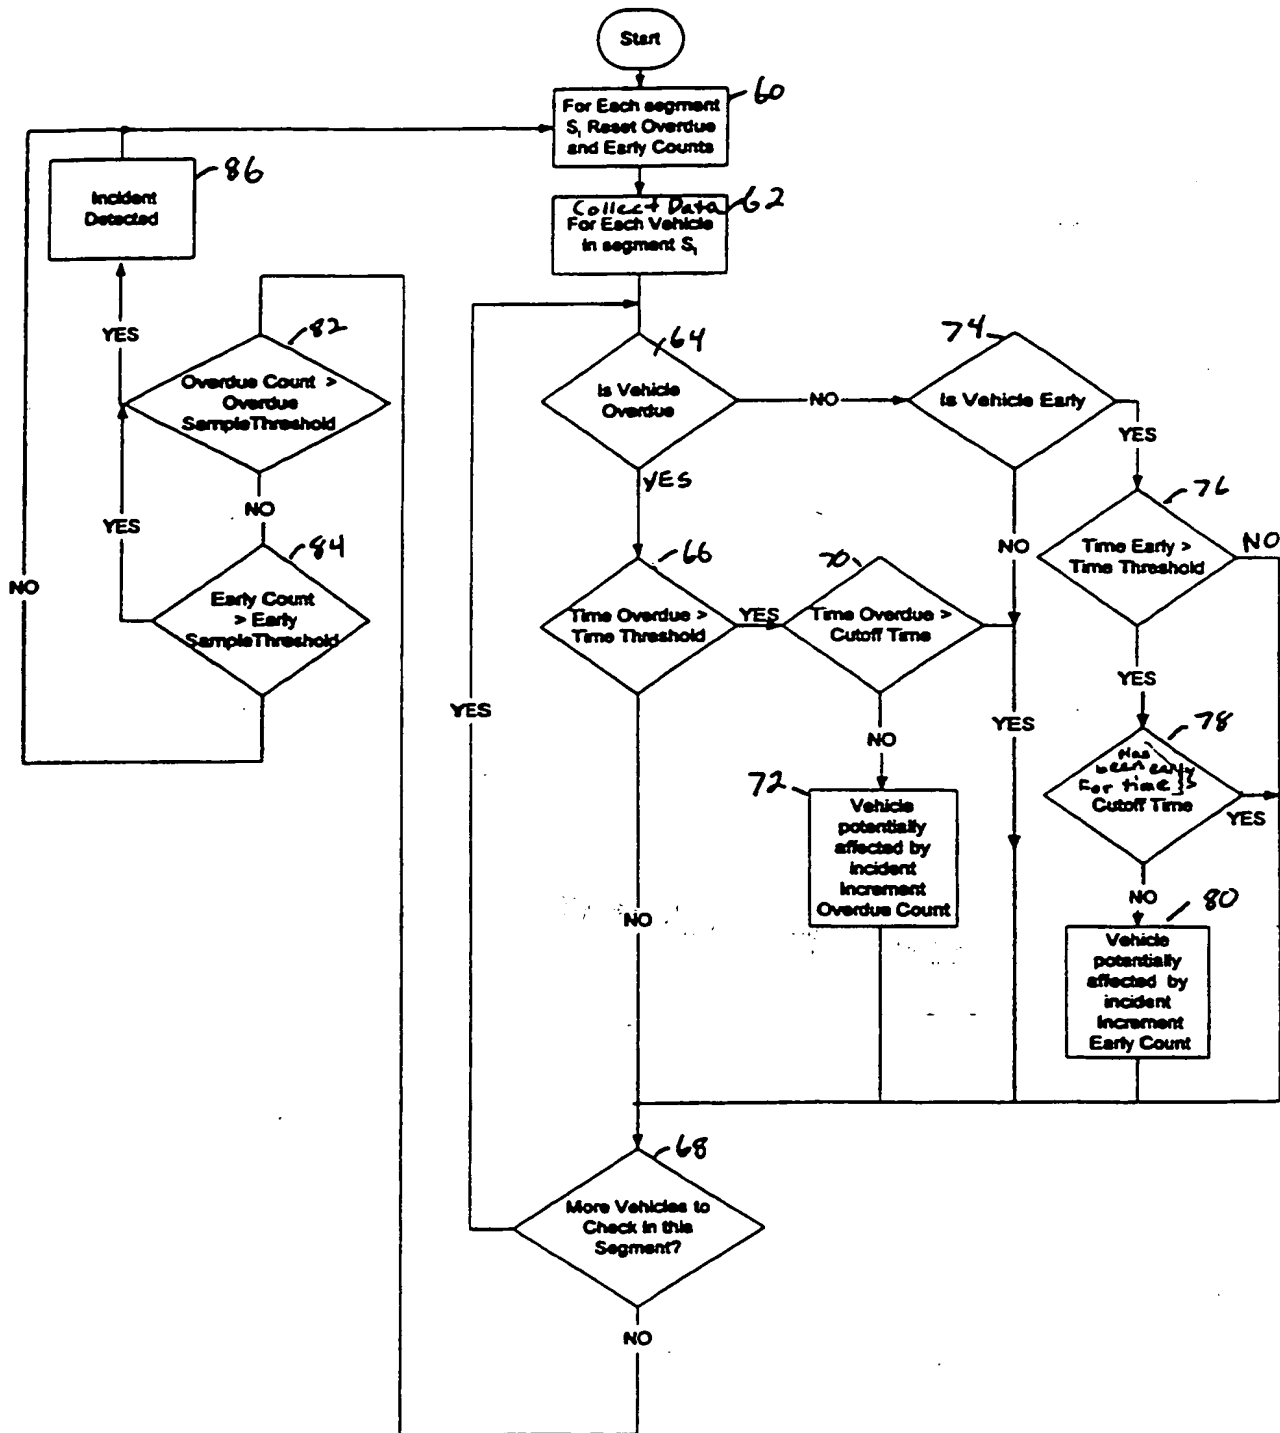 Start
For Each segment
Si Reset Overdue
and Early Counts
60
Collect Data
For Each Vehicle
in segment Si
62
Incident
Detected
86
YES
82
Overdue Count >
Overdue
SampleThreshold
NO
YES
84
Early Count
> Early
SampleThreshold
NO
64
Is Vehicle
Overdue
NO
74
Is Vehicle Early
YES
YES
NO
76
Time Early >
Time Threshold
NO
66
Time Overdue >
Time Threshold
YES
70
Time Overdue >
Cutoff Time
YES
YES
YES
NO
78
Has
been early
For time >
Cutoff Time
YES
72
Vehicle
potentially
affected by
incident
Increment
Overdue Count
NO
NO
80
Vehicle
potentially
affected by
incident
Increment
Early Count
68
More Vehicles to
Check in this
Segment?
NO